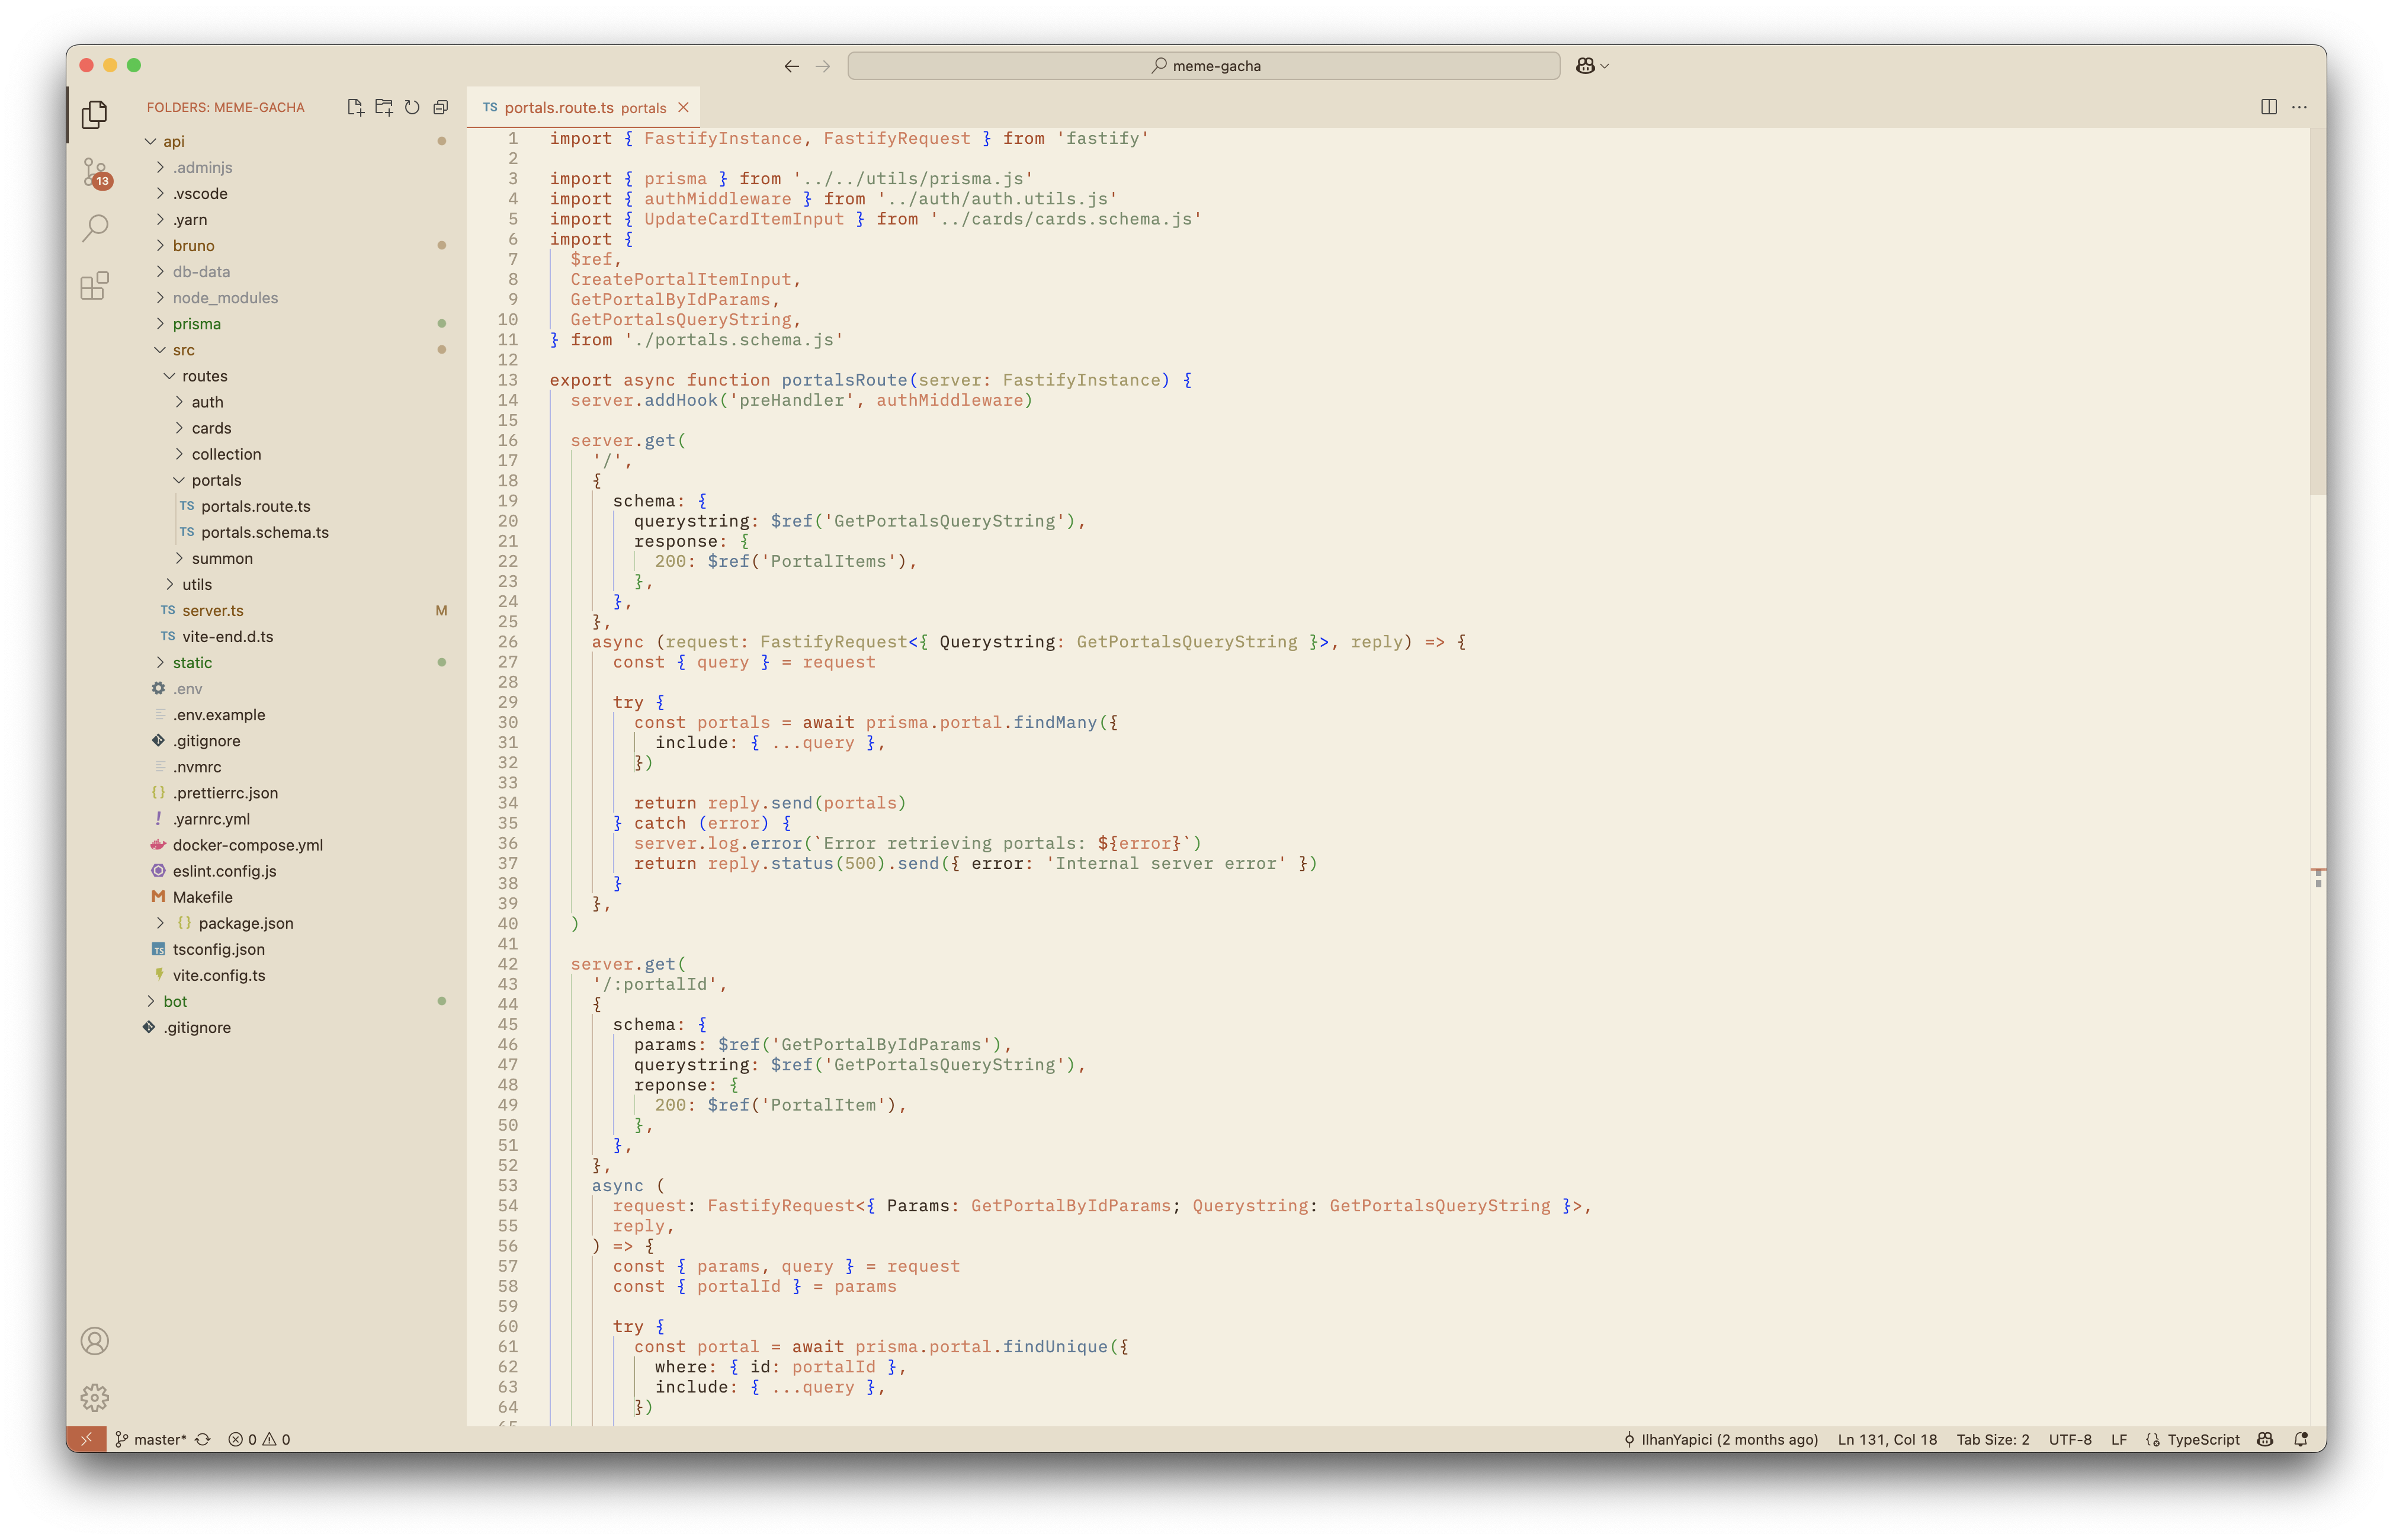 meme-gacha
FOLDERS: MEME-GACHA
api
.adminjs
.vscode
.yarn
bruno
db-data
node_modules
prisma
src
routes
auth
cards
collection
portals
TS portals.route.ts
TS portals.schema.ts
summon
utils
TS server.ts M
TS vite-end.d.ts
static
.env
.env.example
.gitignore
.nvmrc
{} .prettierrc.json
! .yarnrc.yml
docker-compose.yml
eslint.config.js
M Makefile
{} package.json
TS tsconfig.json
vite.config.ts
bot
.gitignore
13
TS portals.route.ts portals
1 import { FastifyInstance, FastifyRequest } from 'fastify'
2
3 import { prisma } from '../../utils/prisma.js'
4 import { authMiddleware } from '../auth/auth.utils.js'
5 import { UpdateCardItemInput } from '../cards/cards.schema.js'
6 import {
7 $ref,
8 CreatePortalItemInput,
9 GetPortalByIdParams,
10 GetPortalsQueryString,
11 } from './portals.schema.js'
12
13 export async function portalsRoute(server: FastifyInstance) {
14 server.addHook('preHandler', authMiddleware)
15
16 server.get(
17 '/',
18 {
19 schema: {
20 querystring: $ref('GetPortalsQueryString'),
21 response: {
22 200: $ref('PortalItems'),
23 },
24 },
25 },
26 async (request: FastifyRequest<{ Querystring: GetPortalsQueryString }>, reply) => {
27 const { query } = request
28
29 try {
30 const portals = await prisma.portal.findMany({
31 include: { ...query },
32 })
33
34 return reply.send(portals)
35 } catch (error) {
36 server.log.error(`Error retrieving portals: ${error}`)
37 return reply.status(500).send({ error: 'Internal server error' })
38 }
39 },
40 )
41
42 server.get(
43 '/:portalId',
44 {
45 schema: {
46 params: $ref('GetPortalByIdParams'),
47 querystring: $ref('GetPortalsQueryString'),
48 reponse: {
49 200: $ref('PortalItem'),
50 },
51 },
52 },
53 async (
54 request: FastifyRequest<{ Params: GetPortalByIdParams; Querystring: GetPortalsQueryString }>,
55 reply,
56 ) => {
57 const { params, query } = request
58 const { portalId } = params
59
60 try {
61 const portal = await prisma.portal.findUnique({
62 where: { id: portalId },
63 include: { ...query },
64 })
65
master* 0 0 IlhanYapici (2 months ago) Ln 131, Col 18 Tab Size: 2 UTF-8 LF TypeScript